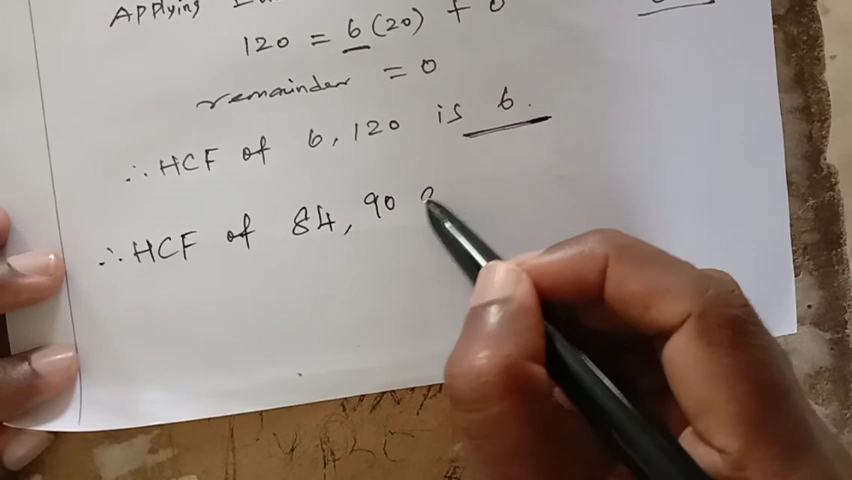 Applying
120 = 6 (20) + 0
remainder = 0
∴ HCF of 6, 120 is 6.
∴ HCF of 84, 90